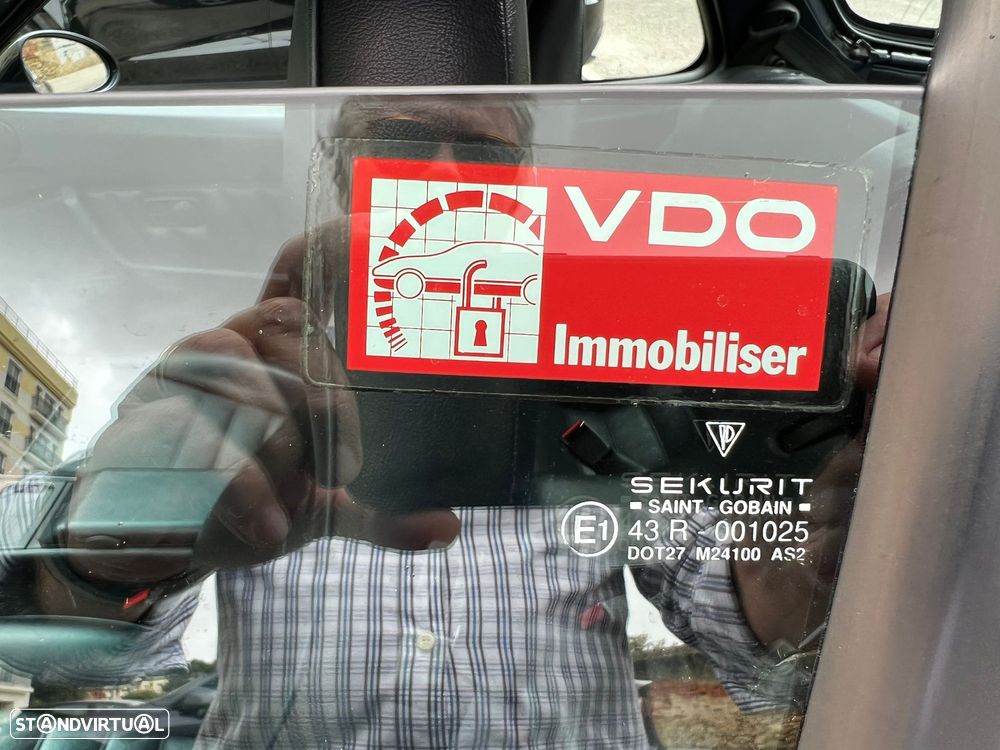 VDO
Immobiliser
SEKURIT
SAINT - GOBAIN
E1 43 R 001025
DOT27 M24100 AS2
STANDVIRTUAL